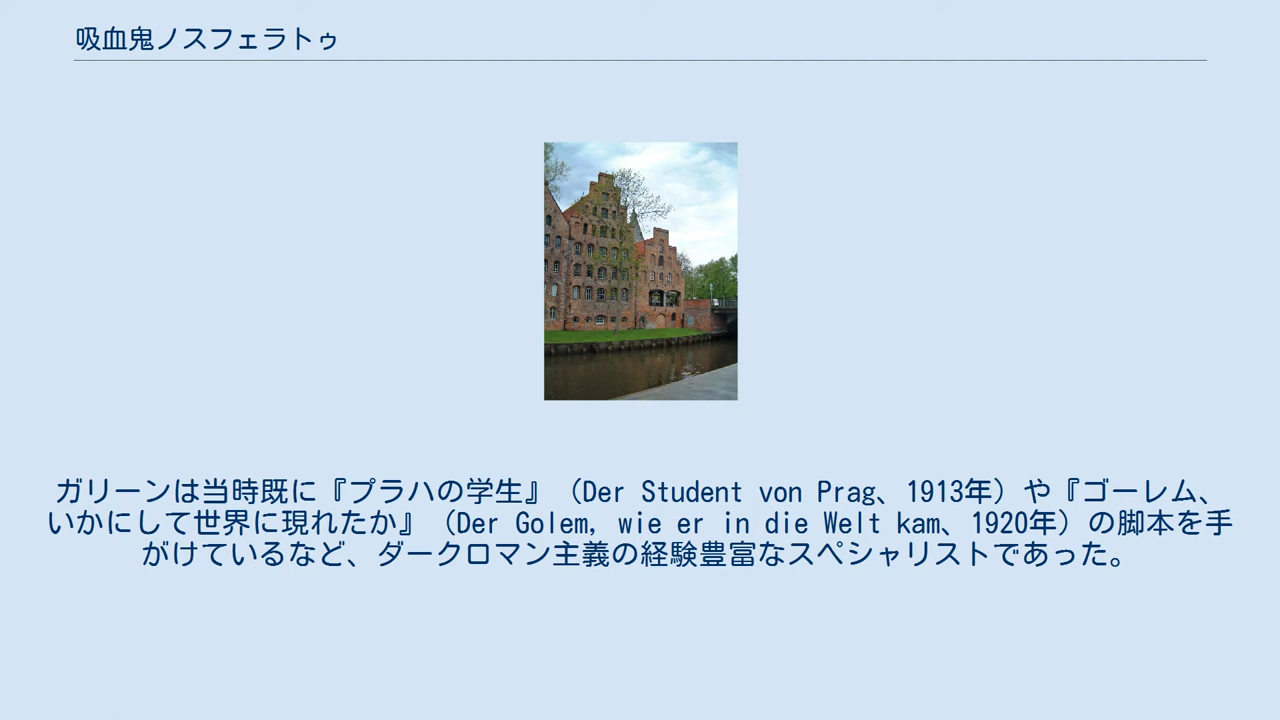 吸血鬼ノスフェラトゥ
ガリーンは当時既に『プラハの学生』（Der Student von Prag、1913年）や『ゴーレム、
いかにして世界に現れたか』（Der Golem, wie er in die Welt kam、1920年）の脚本を手
がけているなど、ダークロマン主義の経験豊富なスペシャリストであった。